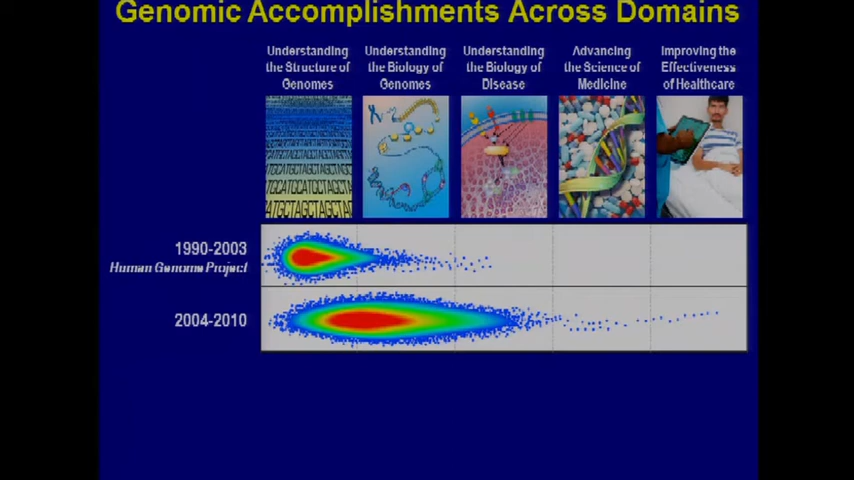 Genomic Accomplishments Across Domains
Understanding
the Structure of
Genomes
Understanding
the Biology of
Genomes
Understanding
the Biology of
Disease
Advancing
the Science of
Medicine
Improving the
Effectiveness
of Healthcare
1990-2003
Human Genome Project
2004-2010